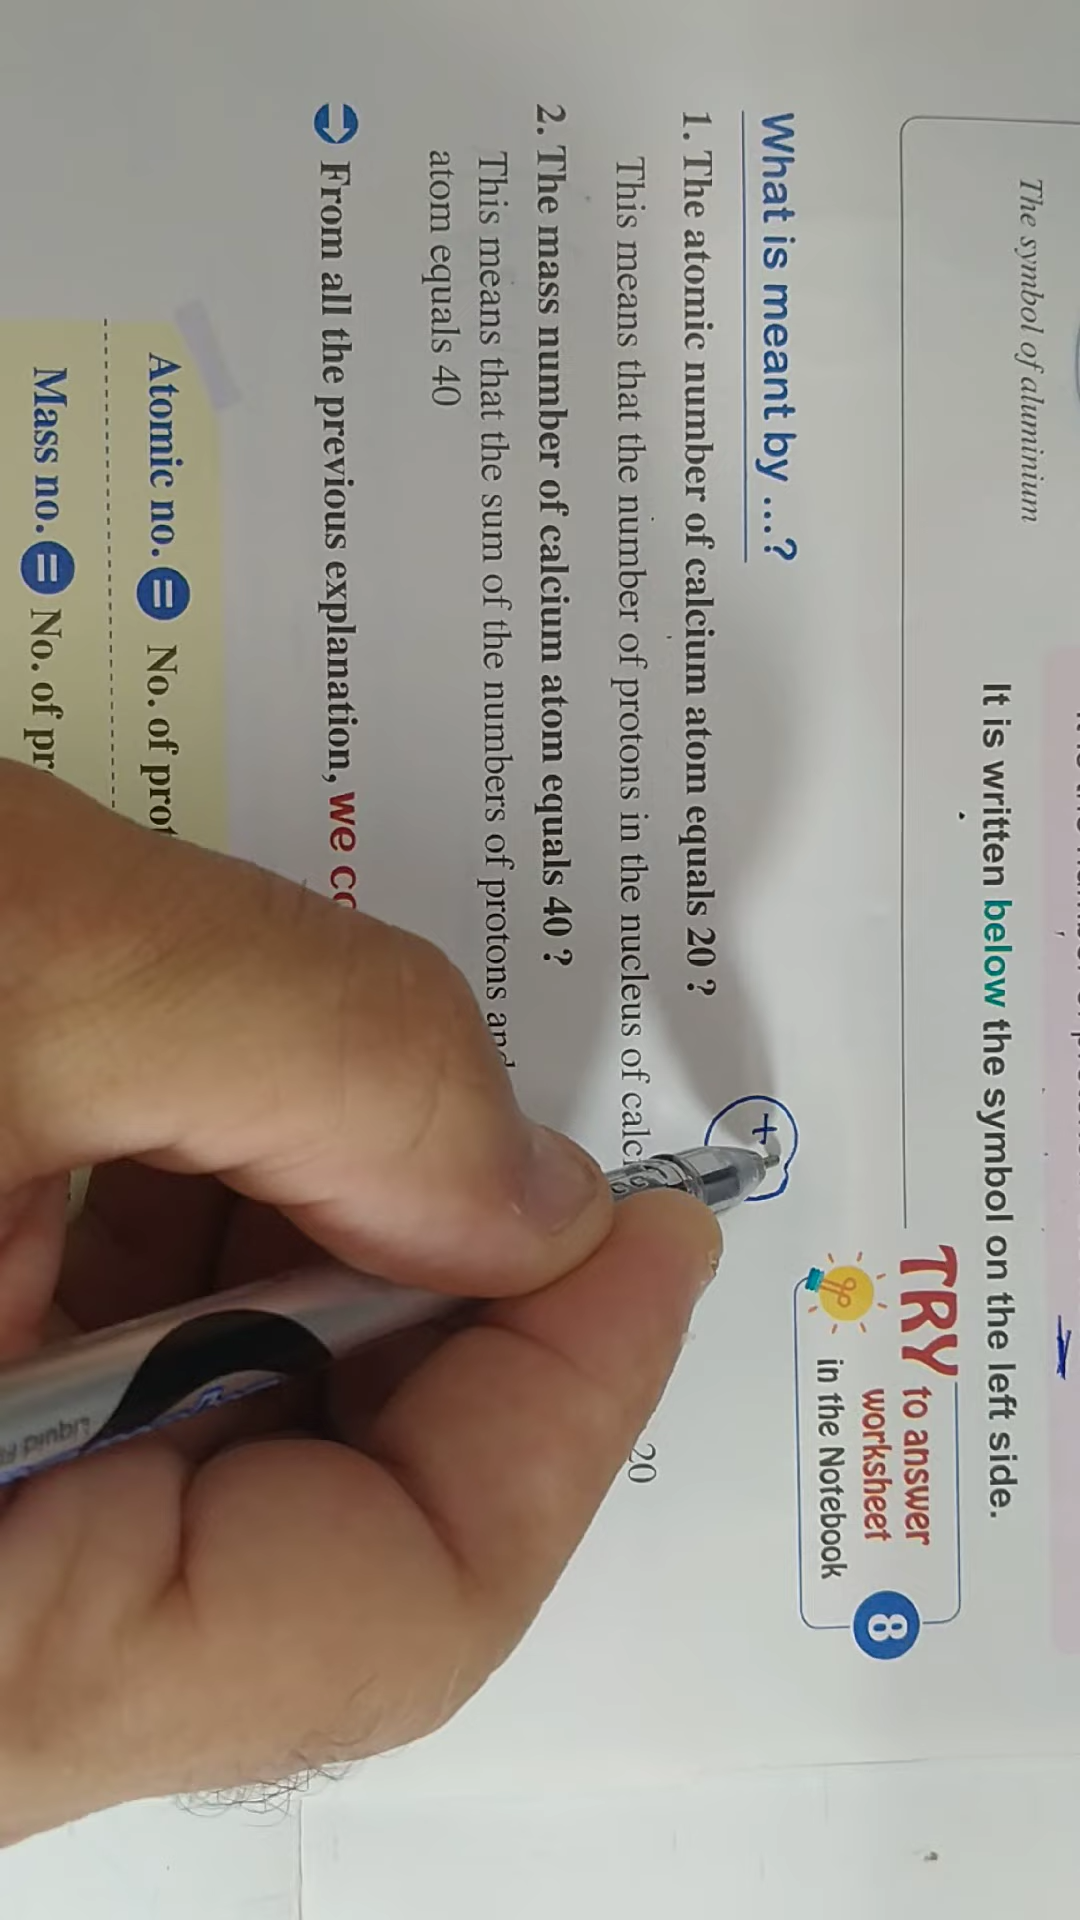 The symbol of aluminium
It is written below the symbol on the left side.
TRY to answer
worksheet 8
in the Notebook
What is meant by ...?
+
1. The atomic number of calcium atom equals 20 ?
This means that the number of protons in the nucleus of 20
2. The mass number of calcium atom equals 40 ?
This means that the sum of the numbers of protons and
atom equals 40
From all the previous explanation, we
Atomic no. = No. of
Mass no. = No. of